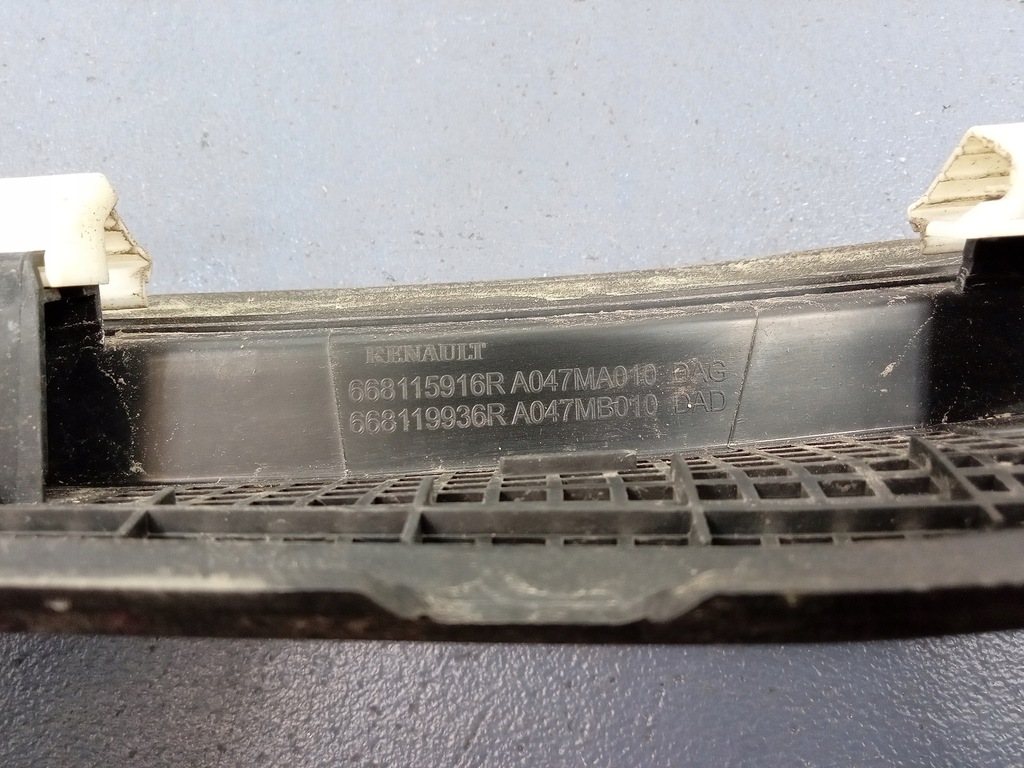 RENAULT
668115916R A047MA010 DAG
668119936R A047MB010 DAD